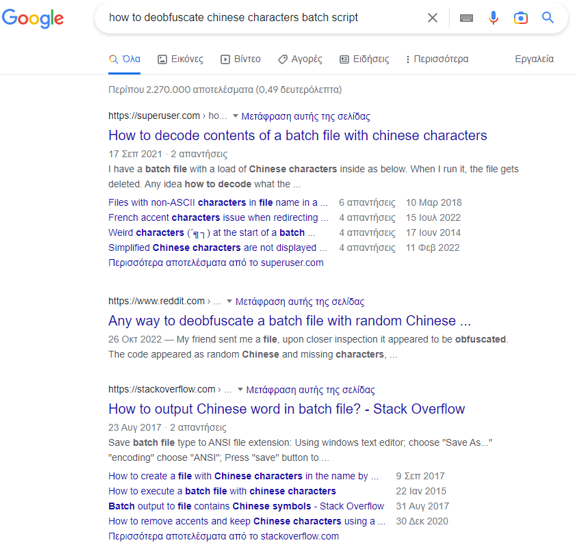 Google
how to deobfuscate chinese characters batch script
Όλα Εικόνες Βίντεο Αγορές Ειδήσεις Περισσότερα Εργαλεία
Περίπου 2.270.000 αποτελέσματα (0,49 δευτερόλεπτα)
https://superuser.com › ho... Μετάφραση αυτής της σελίδας
How to decode contents of a batch file with chinese characters
17 Σεπ 2021 · 2 απαντήσεις
I have a batch file with a load of Chinese characters inside as below. When I run it, the file gets
deleted. Any idea how to decode what the ...
Files with non-ASCII characters in file name in a ... 6 απαντήσεις 10 Μαρ 2018
French accent characters issue when redirecting ... 4 απαντήσεις 15 Ιουλ 2022
Weird characters (´╗┐) at the start of a batch ... 4 απαντήσεις 17 Ιουν 2014
Simplified Chinese characters are not displayed ... 4 απαντήσεις 11 Φεβ 2022
Περισσότερα αποτελέσματα από το superuser.com
https://www.reddit.com › ... Μετάφραση αυτής της σελίδας
Any way to deobfuscate a batch file with random Chinese ...
26 Οκτ 2022 — My friend sent me a file, upon closer inspection it appeared to be obfuscated.
The code appeared as random Chinese and missing characters, ...
https://stackoverflow.com › ... Μετάφραση αυτής της σελίδας
How to output Chinese word in batch file? - Stack Overflow
23 Αυγ 2017 · 2 απαντήσεις
Save batch file type to ANSI file extension: Using windows text editor; choose "Save As..."
"encoding" choose "ANSI"; Press "save" button to ...
How to create a file with Chinese characters in the name by ... 9 Σεπ 2017
How to execute a batch file with chinese characters 22 Ιαν 2015
Batch output to file contains Chinese symbols - Stack Overflow 31 Αυγ 2017
How to remove accents and keep Chinese characters using a ... 30 Δεκ 2020
Περισσότερα αποτελέσματα από το stackoverflow.com